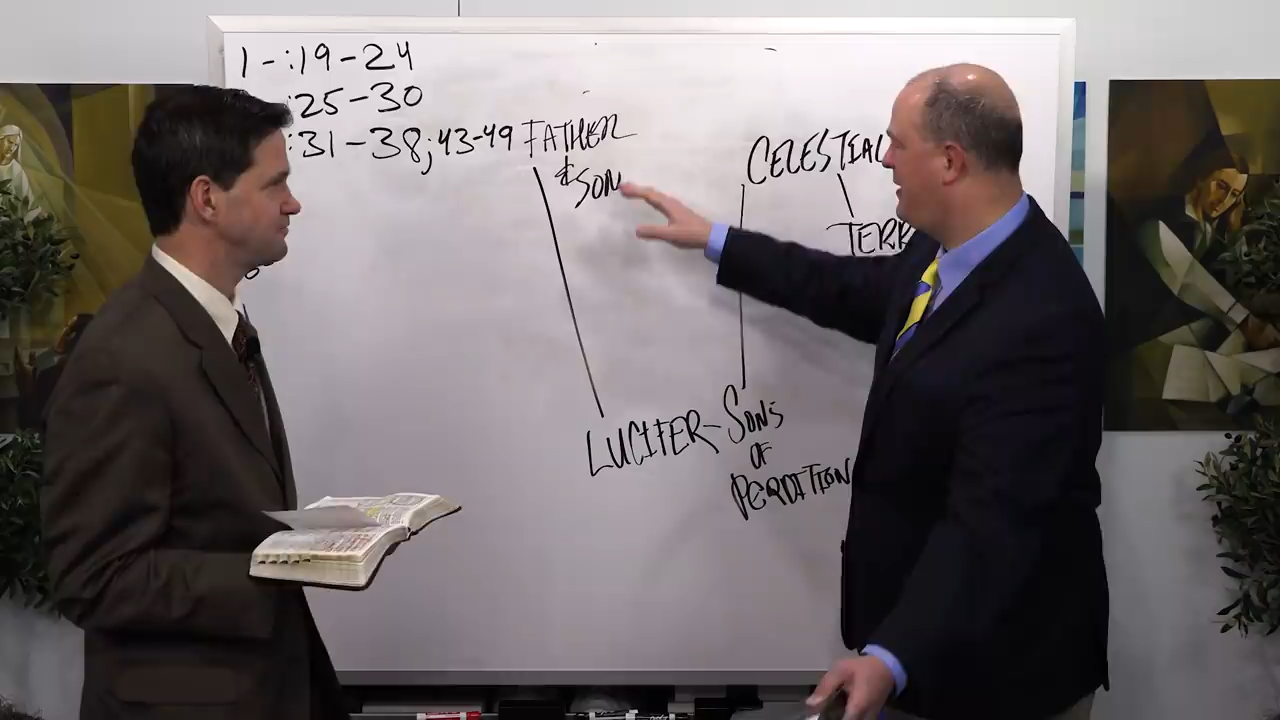 1 - :19-24
:25-30
:31-38; 43-49 FATHER
& SON
CELESTIAL
LUCIFER - SONS
OF
PERDITION